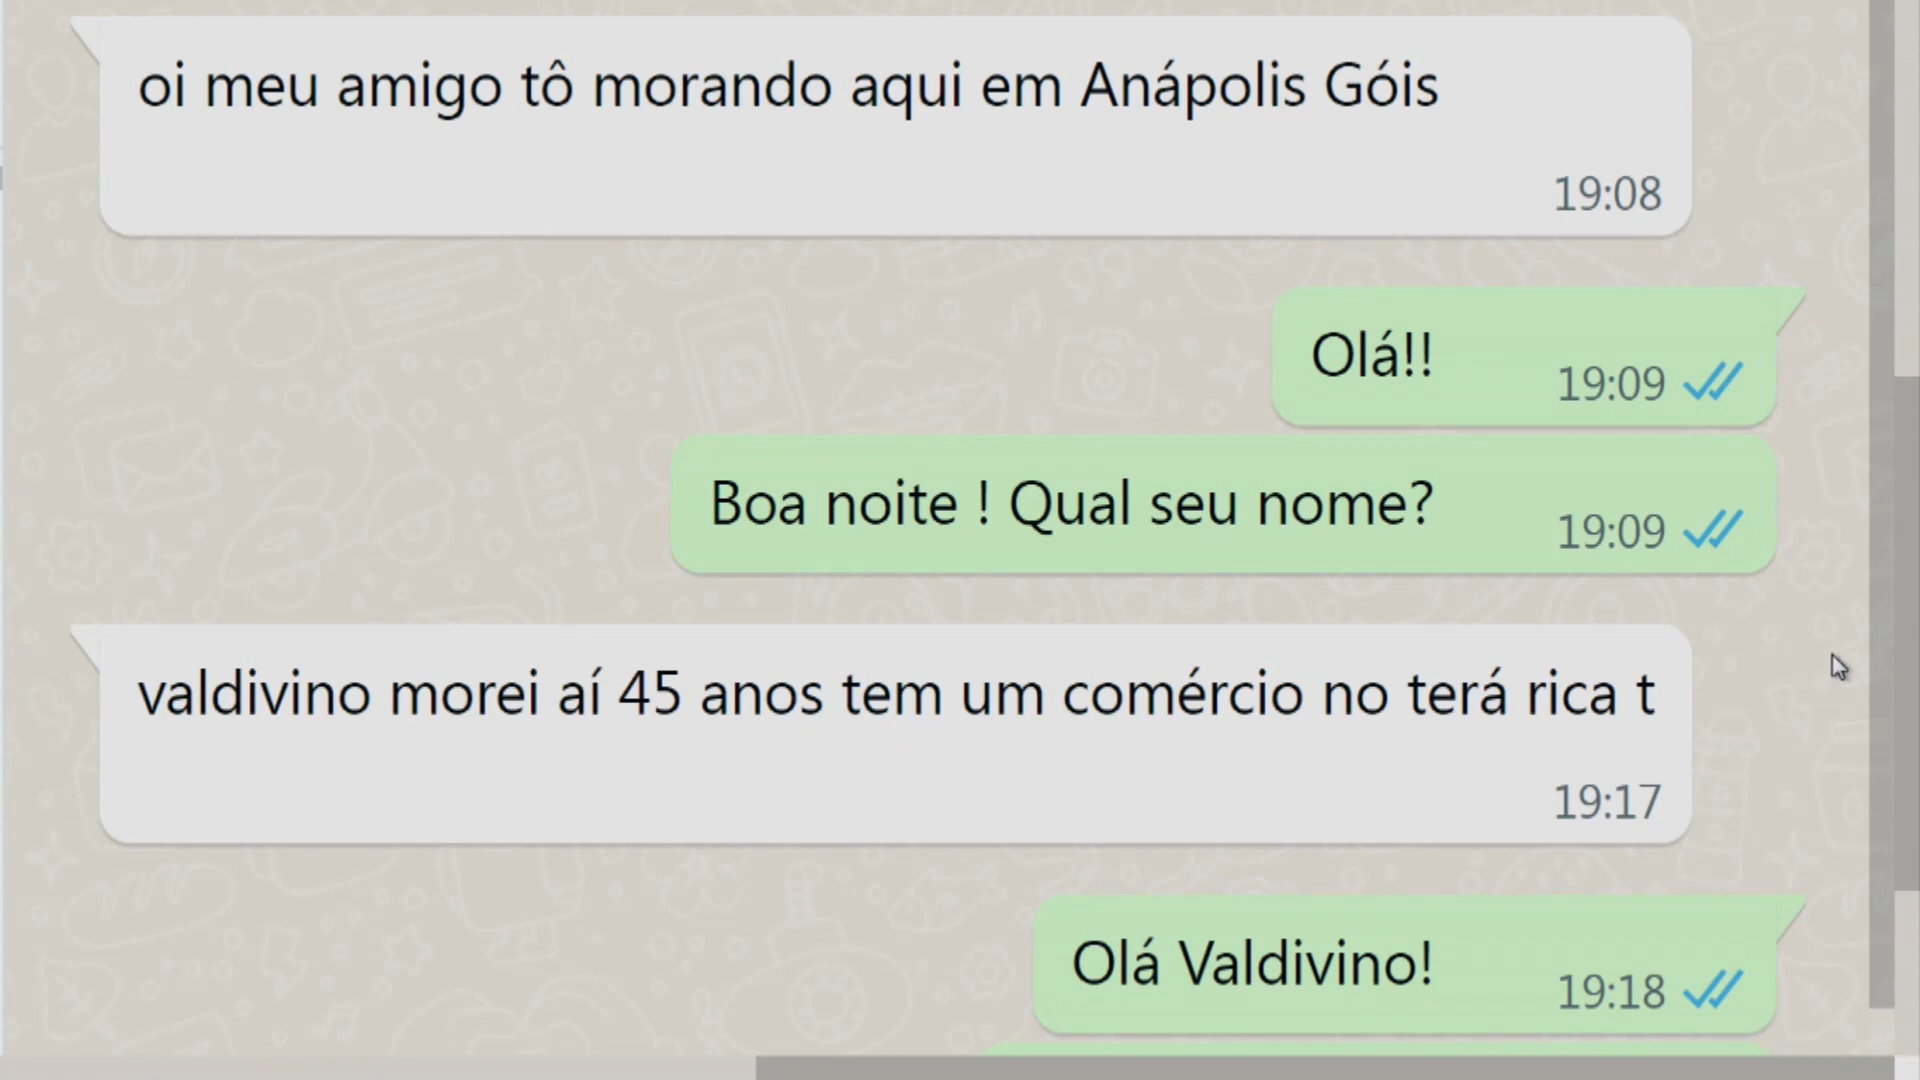 oi meu amigo tô morando aqui em Anápolis Góis
19:08
Olá!!
19:09
Boa noite ! Qual seu nome?
19:09
valdivino morei aí 45 anos tem um comércio no terá rica t
19:17
Olá Valdivino!
19:18